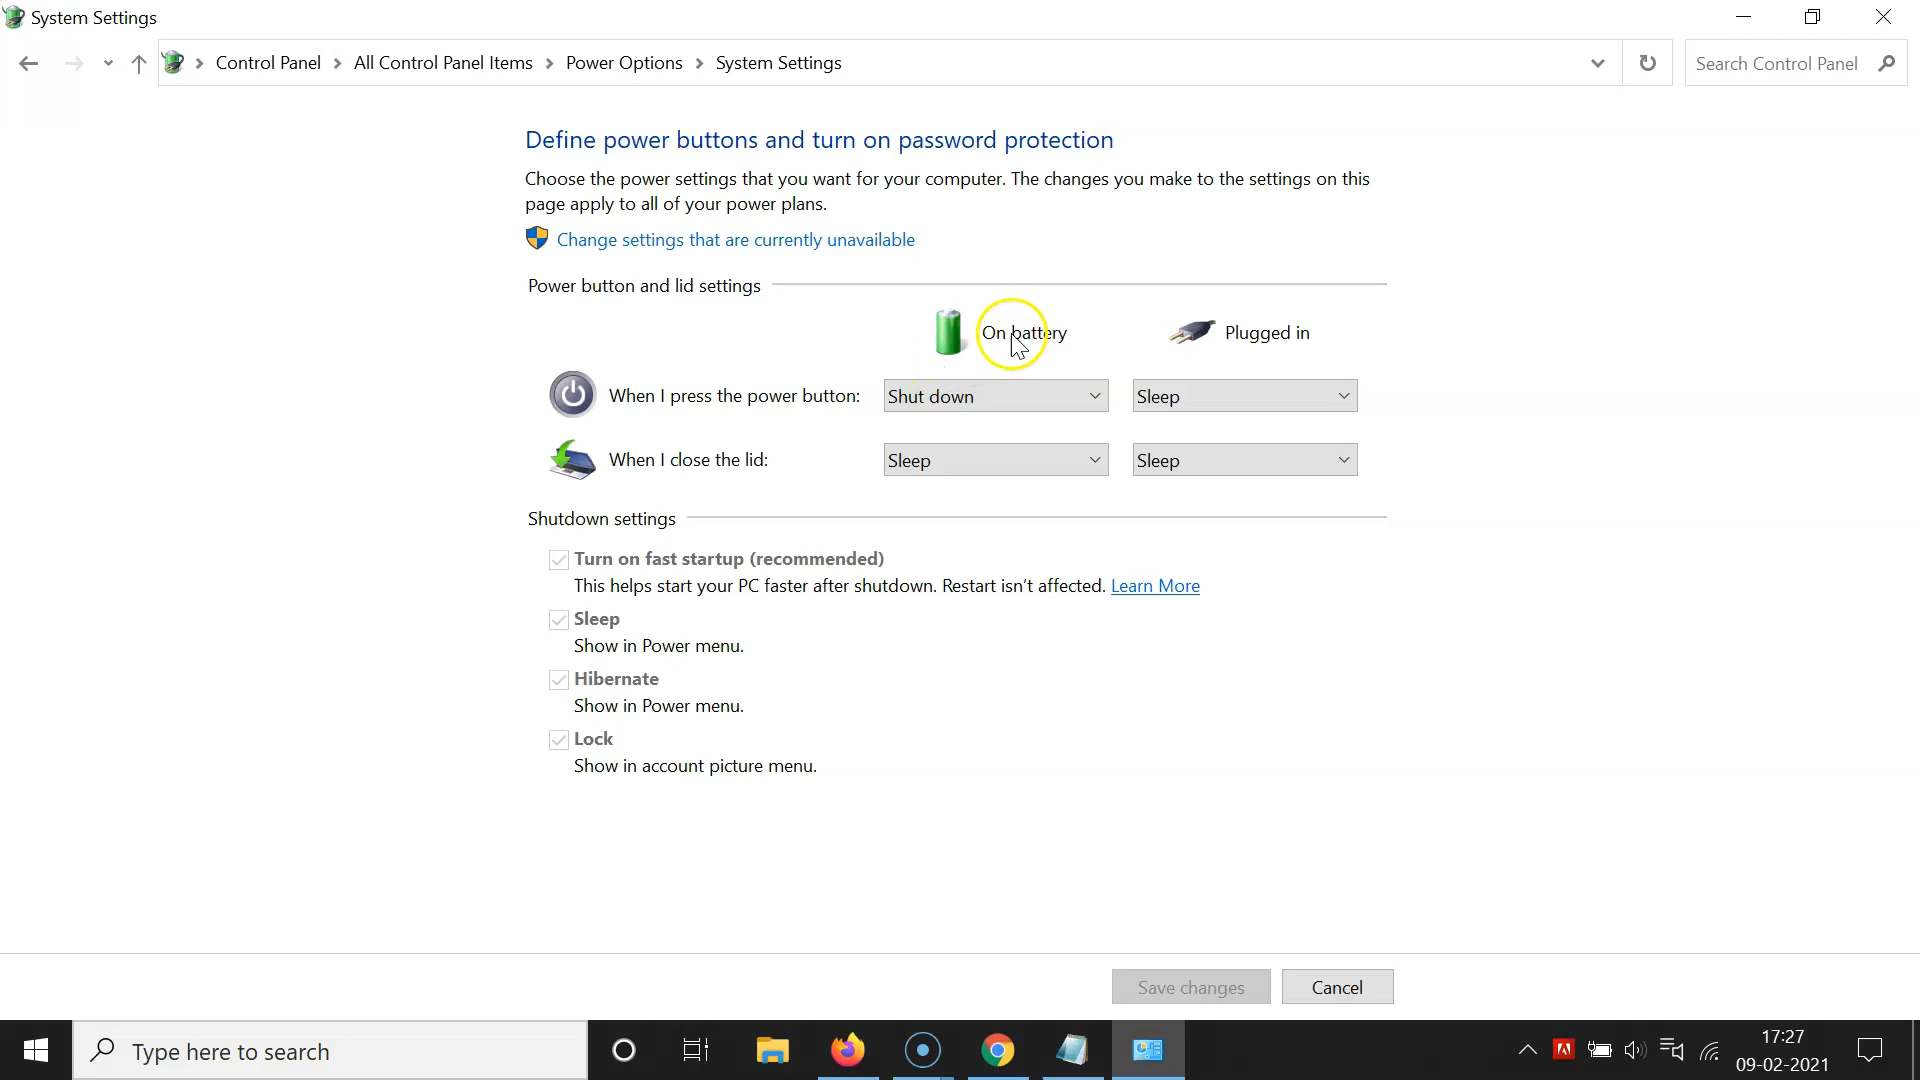 System Settings
Control Panel > All Control Panel Items > Power Options > System Settings
Search Control Panel
Define power buttons and turn on password protection
Choose the power settings that you want for your computer. The changes you make to the settings on this
page apply to all of your power plans.
Change settings that are currently unavailable
Power button and lid settings
On battery Plugged in
When I press the power button: Shut down Sleep
When I close the lid: Sleep Sleep
Shutdown settings
Turn on fast startup (recommended)
This helps start your PC faster after shutdown. Restart isn't affected. Learn More
Sleep
Show in Power menu.
Hibernate
Show in Power menu.
Lock
Show in account picture menu.
Save changes Cancel
Type here to search
17:27
09-02-2021